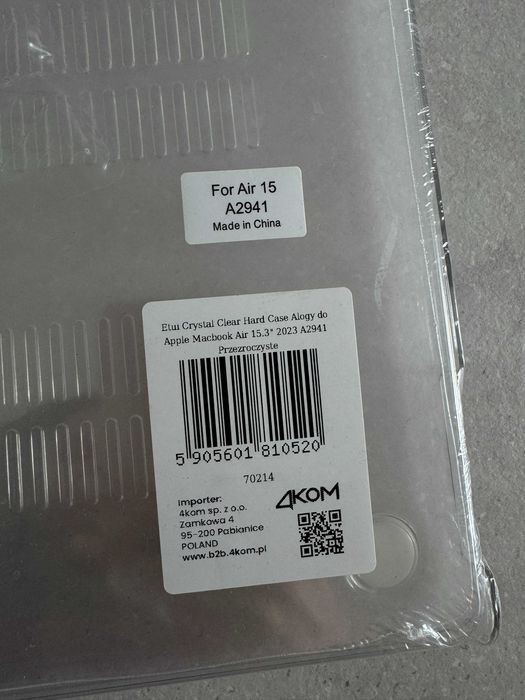 For Air 15
A2941
Made in China
Etui Crystal Clear Hard Case Alogy do
Apple Macbook Air 15.3" 2023 A2941
Przezroczyste
5 905601 810520
70214
4KOM
importer:
4kom sp. z o.o.
Zamkowa 4
95-200 Pabianice
POLAND
www.b2b.4kom.pl